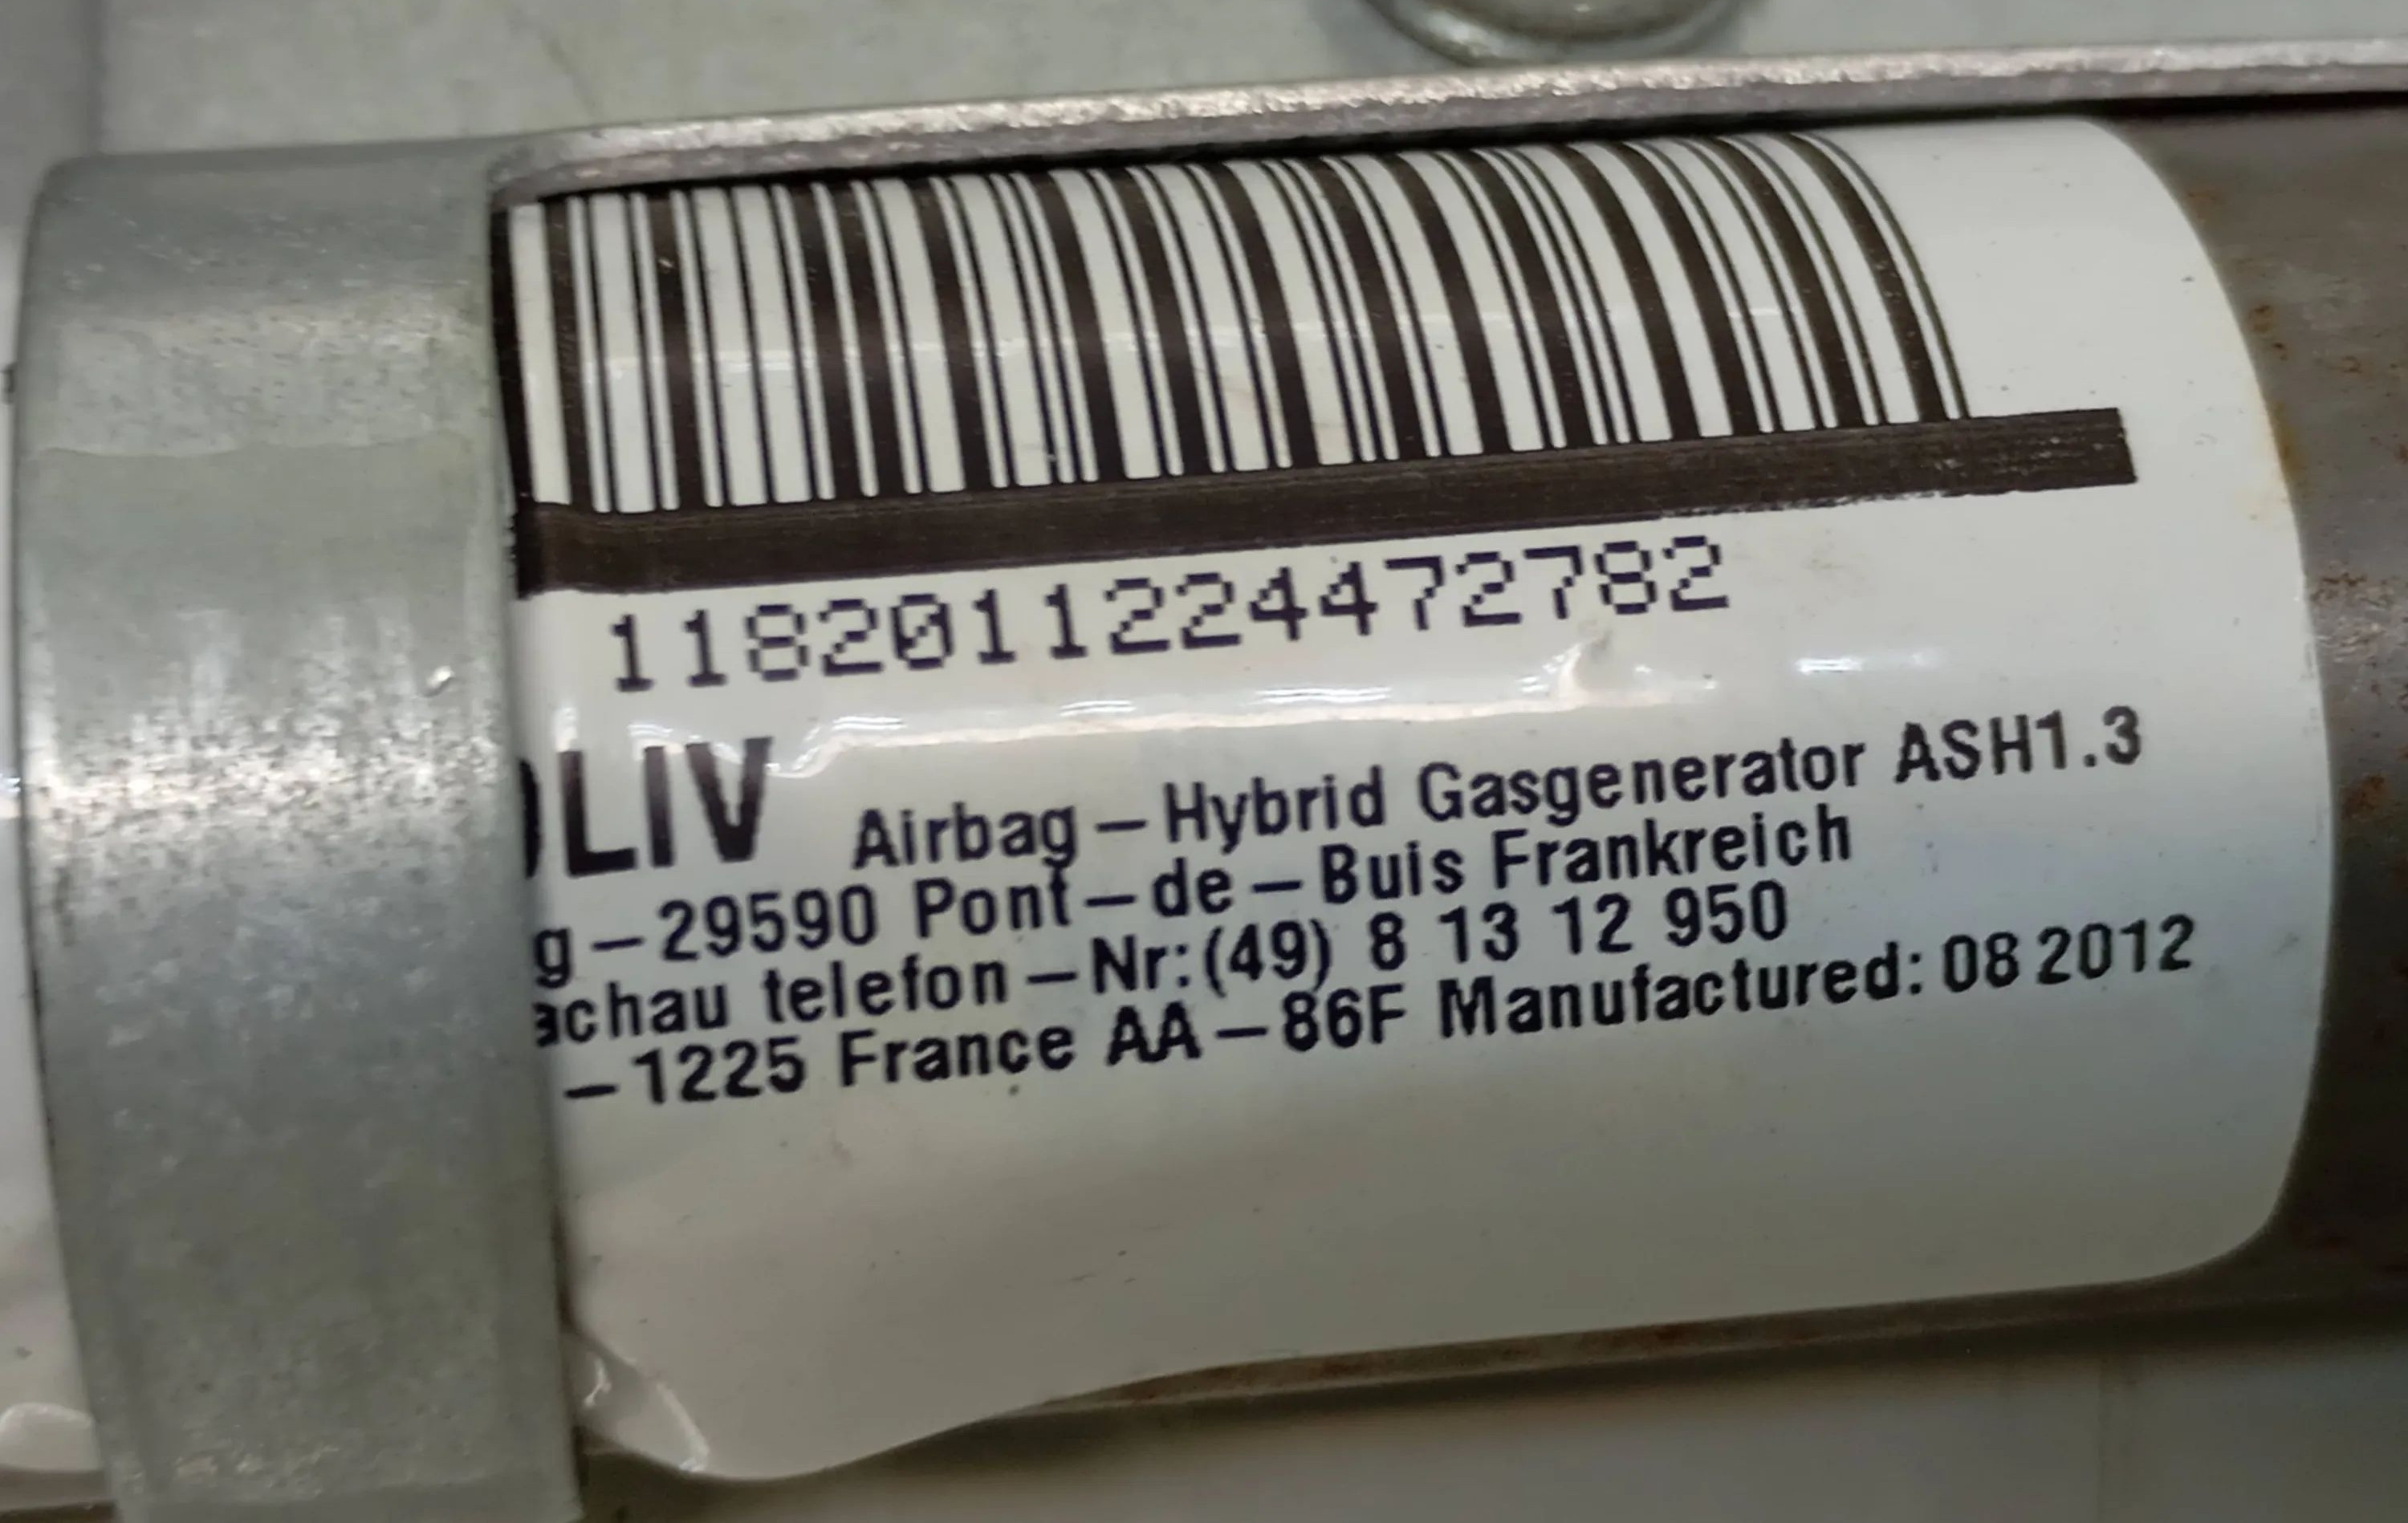 1182011224472782
OLIV Airbag – Hybrid Gasgenerator ASH1.3
g – 29590 Pont – de – Buis Frankreich
achau telefon – Nr: (49) 8 13 12 950
– 1225 France AA – 86F Manufactured: 08 2012